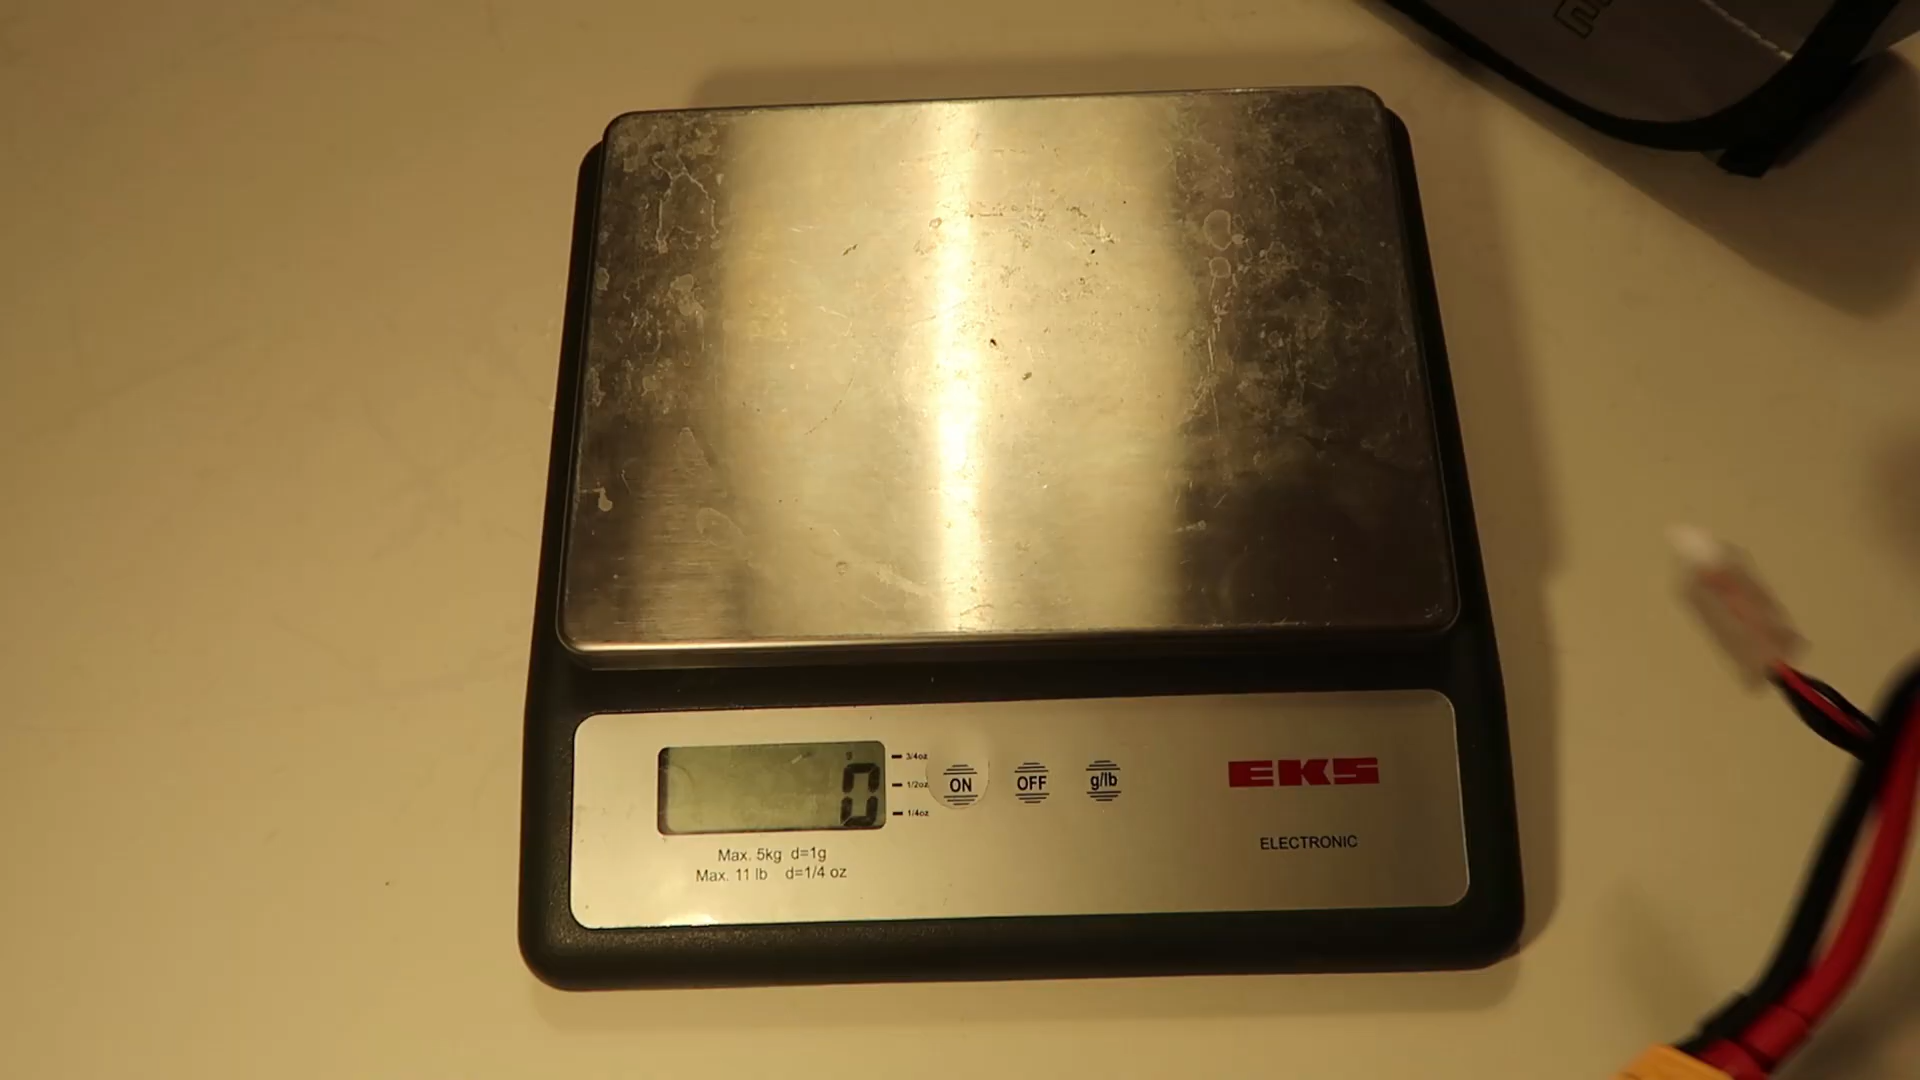 g
0
3/4oz
1/2oz
1/4oz
ON
OFF
g/lb
EKS
ELECTRONIC
Max. 5kg d=1g
Max. 11 lb d=1/4 oz